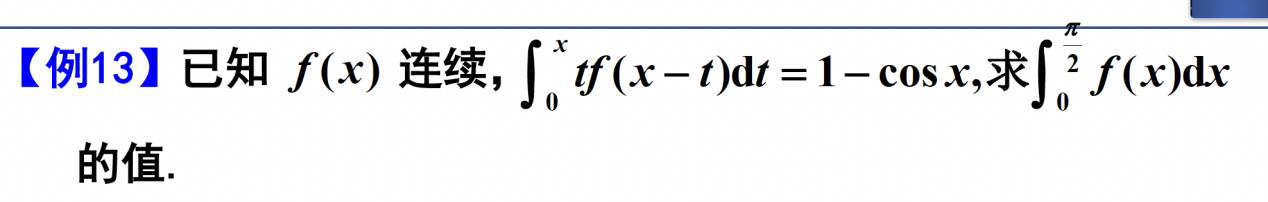 【例13】已知 f(x) 连续, ∫₀ˣ tf(x−t)dt = 1−cos x, 求∫₀^(π/2) f(x)dx
的值.